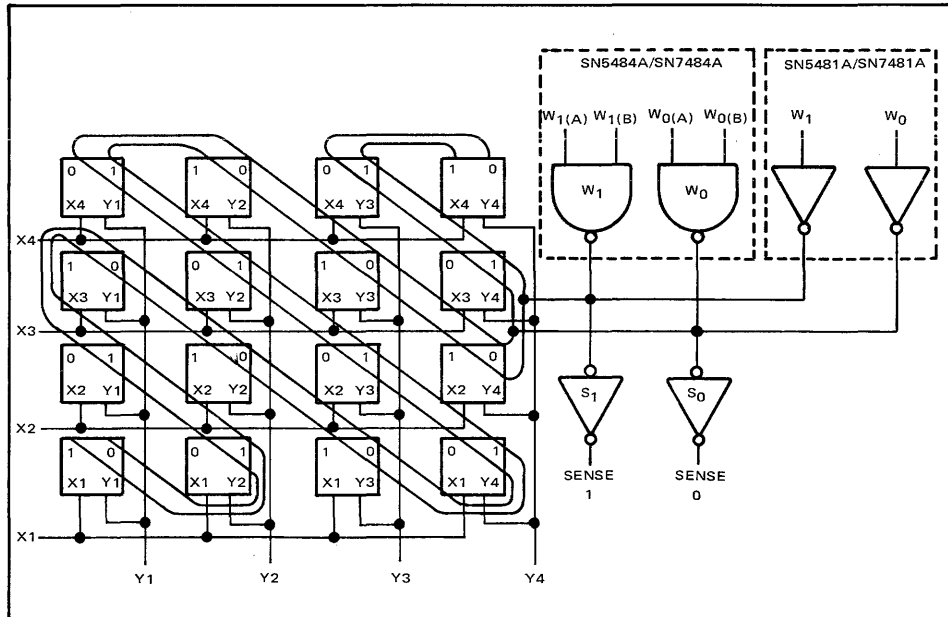 SN5484A/SN7484A SN5481A/SN7481A
W1(A) W1(B) W0(A) W0(B) W1 W0
W1 W0
0 1 1 0 0 1 1 0
X4 Y1 X4 Y2 X4 Y3 X4 Y4
X4
1 0 0 1 1 0 0 1
X3 Y1 X3 Y2 X3 Y3 X3 Y4
X3
0 1 1 0 0 1 1 0
X2 Y1 X2 Y2 X2 Y3 X2 Y4
S1 S0
X2
1 0 0 1 1 0 0 1
X1 Y1 X1 Y2 X1 Y3 X1 Y4
SENSE SENSE
1 0
X1
Y1 Y2 Y3 Y4